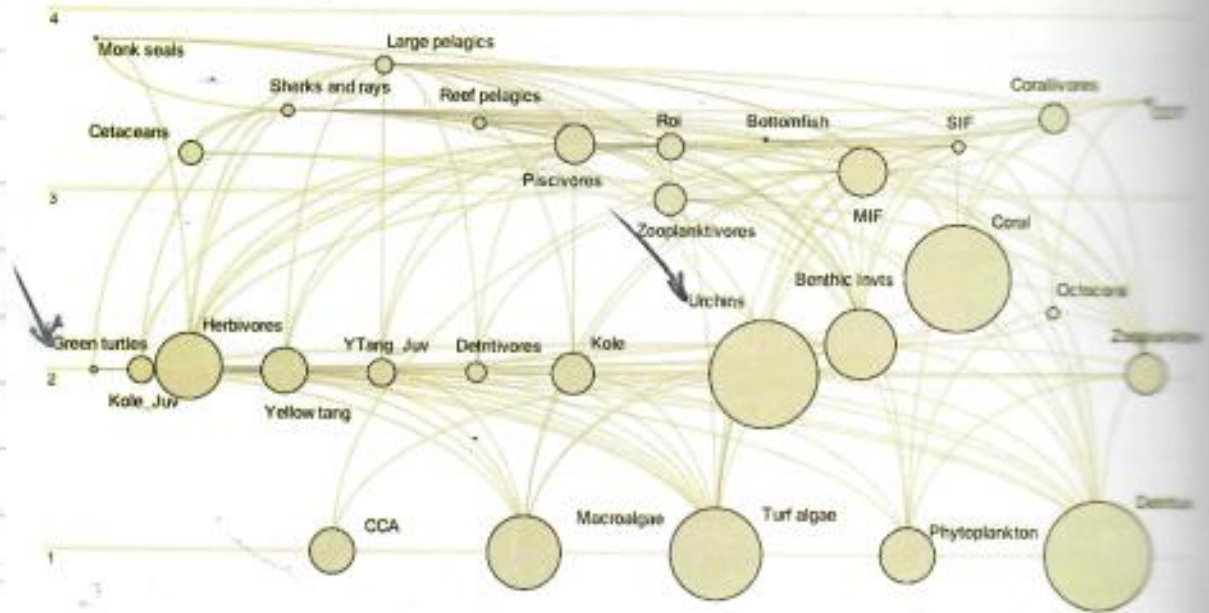 4
Monk seals
Large pelagics
Sharks and rays
Reef pelagics
Corallivores
Cetaceans
Roi
Bottomfish
SIF
Piscivores
3
MIF
Zooplanktivores
Coral
Benthic Invts
Urchins
Octocons
Herbivores
Green turtles
YTang_Juv
Detritivores
Kole
2
Kole_Juv
Yellow tang
CCA
Macroalgae
Turf algae
Phytoplankton
1